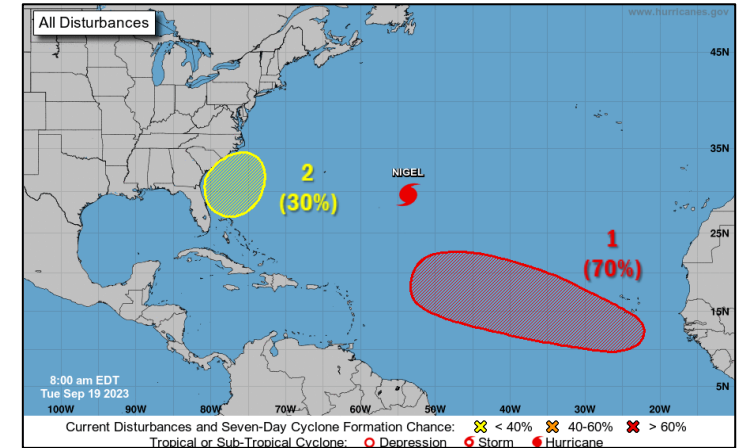 All Disturbances
www.hurricanes.gov
45N
35N
NIGEL
2
(30%)
25N
1
(70%)
15N
5N
8:00 am EDT
Tue Sep 19 2023
100W 90W 80W 70W 60W 50W 40W 30W 20W
Current Disturbances and Seven-Day Cyclone Formation Chance: < 40% 40-60% > 60%
Tropical or Sub-Tropical Cyclone: Depression Storm Hurricane